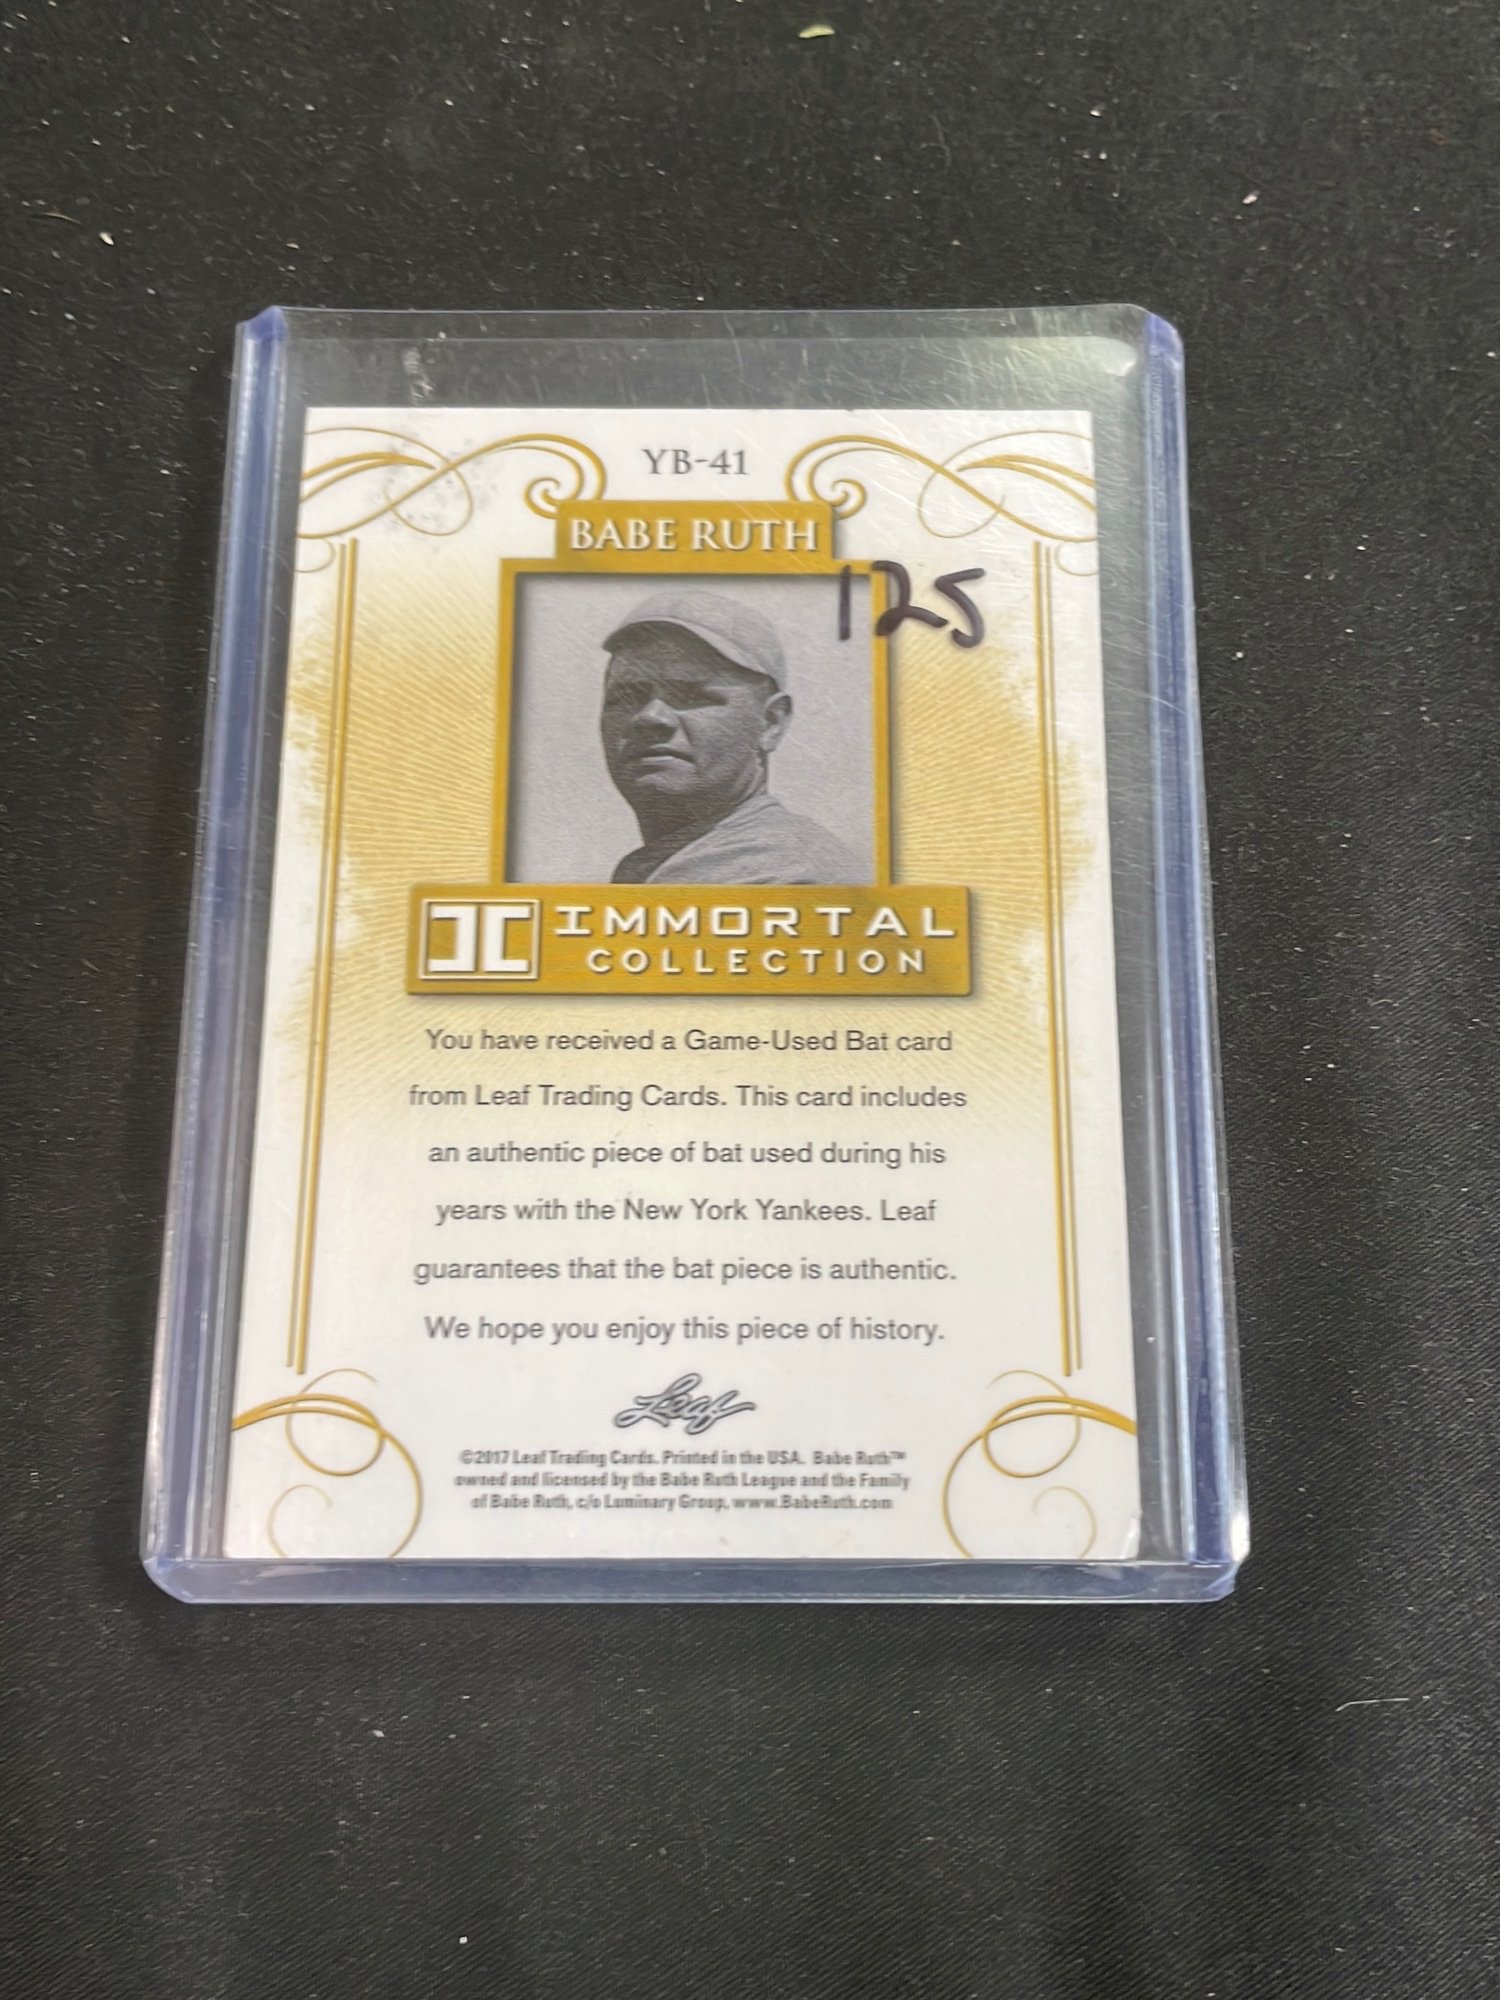 YB-41
BABE RUTH
125
IMMORTAL
COLLECTION
You have received a Game-Used Bat card
from Leaf Trading Cards. This card includes
an authentic piece of bat used during his
years with the New York Yankees. Leaf
guarantees that the bat piece is authentic.
We hope you enjoy this piece of history.
Leaf
©2017 Leaf Trading Cards. Printed in the USA. Babe Ruth™
owned and licensed by the Babe Ruth League and the Family
of Babe Ruth, c/o Luminary Group, www.BabeRuth.com